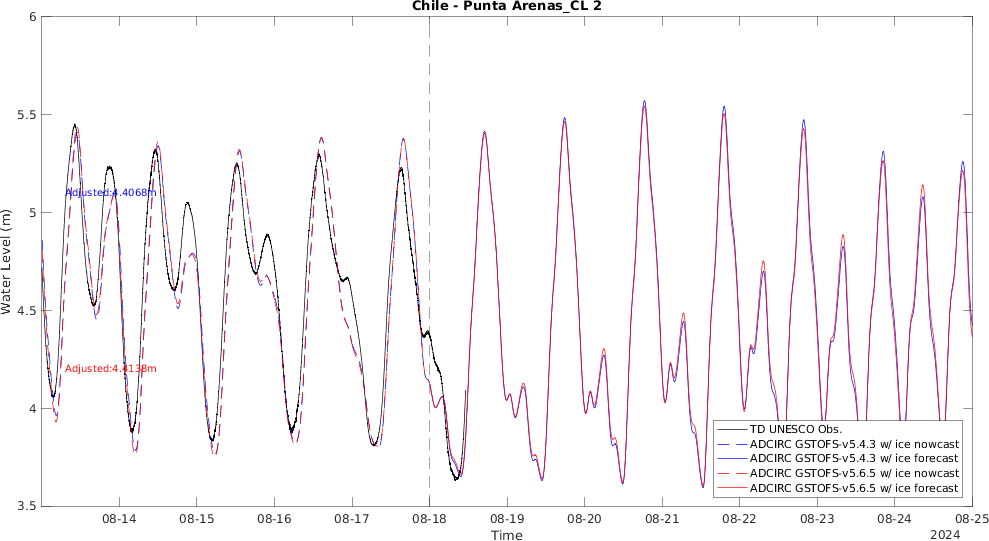 Chile - Punta Arenas_CL 2
Water Level (m)
6
5.5
5
4.5
4
3.5
Adjusted:4.4068m
Adjusted:4.4138m
TD UNESCO Obs.
ADCIRC GSTOFS-v5.4.3 w/ ice nowcast
ADCIRC GSTOFS-v5.4.3 w/ ice forecast
ADCIRC GSTOFS-v5.6.5 w/ ice nowcast
ADCIRC GSTOFS-v5.6.5 w/ ice forecast
08-14 08-15 08-16 08-17 08-18 08-19 08-20 08-21 08-22 08-23 08-24 08-25
Time
2024